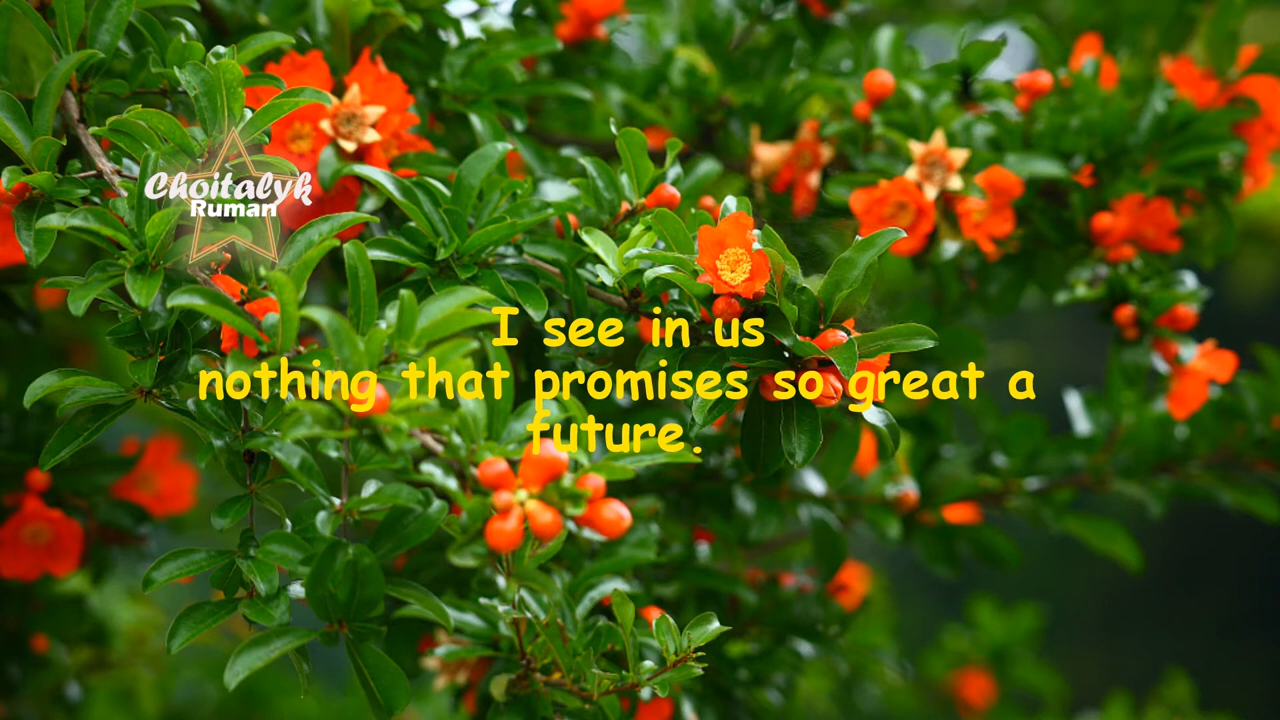 Choitalyk
Ruman
I see in us
nothing that promises so great a
future.